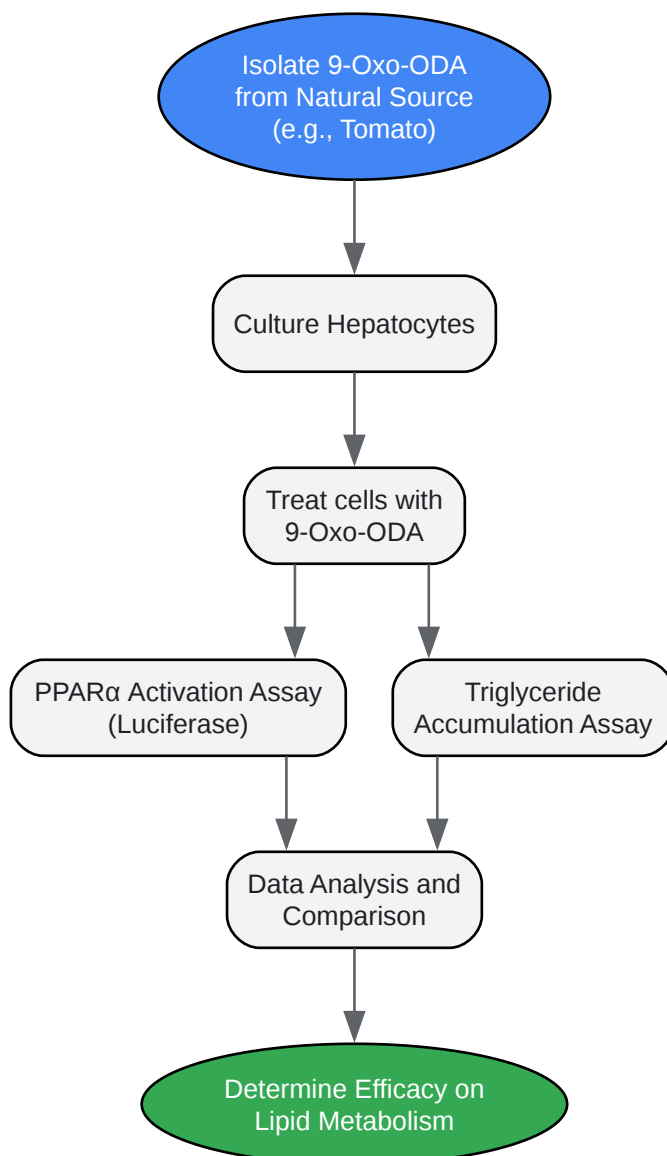 Isolate 9-Oxo-ODA
from Natural Source
(e.g., Tomato)
Culture Hepatocytes
Treat cells with
9-Oxo-ODA
PPARα Activation Assay
(Luciferase)
Triglyceride
Accumulation Assay
Data Analysis and
Comparison
Determine Efficacy on
Lipid Metabolism